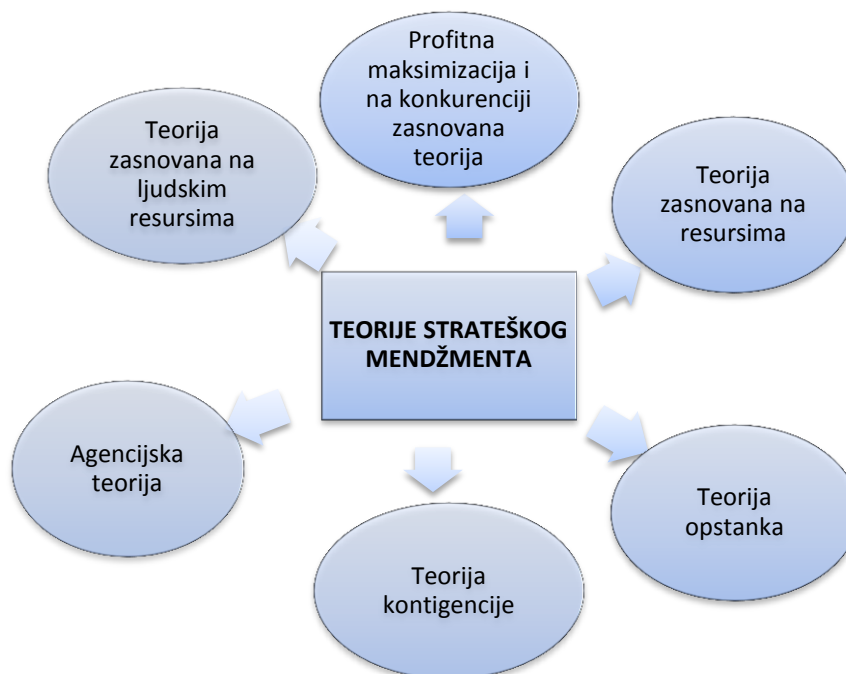 Profitna
maksimizacija i
na konkurenciji
zasnovana
teorija
Teorija
zasnovana na
ljudskim
resursima
Teorija
zasnovana na
resursima
TEORIJE STRATEŠKOG
MENDŽMENTA
Agencijska
teorija
Teorija
opstanka
Teorija
kontigencije